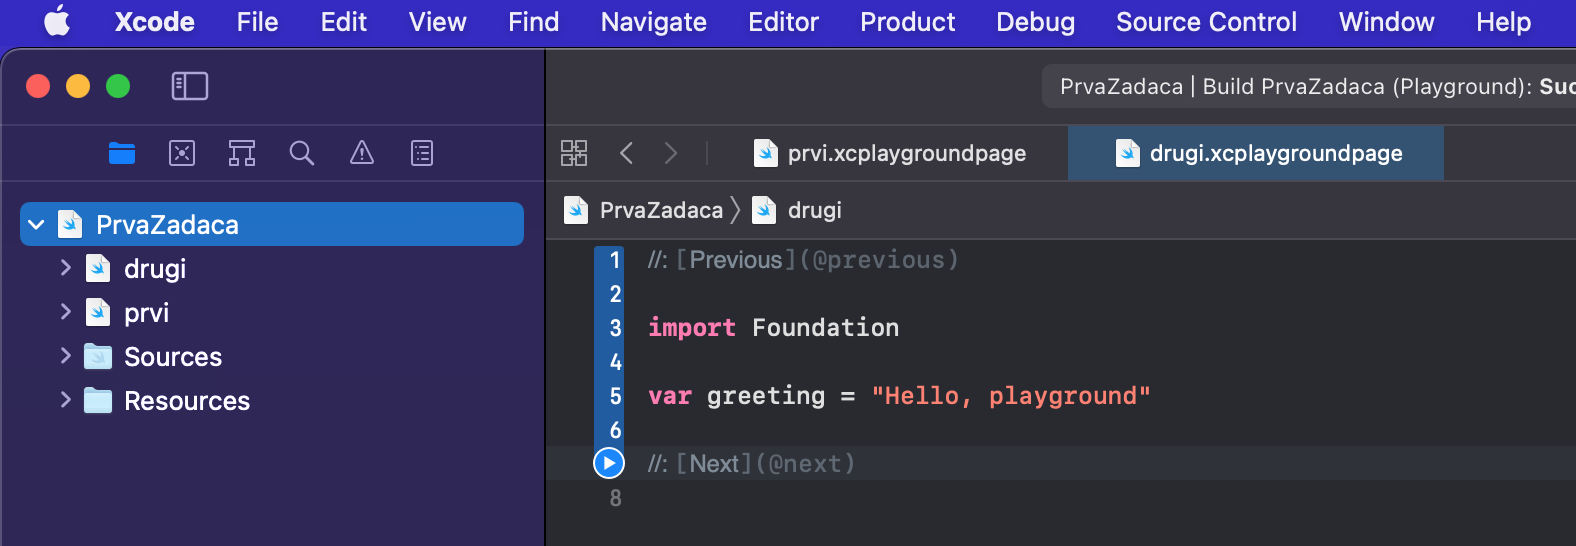 Xcode File Edit View Find Navigate Editor Product Debug Source Control Window Help
PrvaZadaca | Build PrvaZadaca (Playground): Suc
prvi.xcplaygroundpage drugi.xcplaygroundpage
PrvaZadaca drugi
PrvaZadaca
drugi
prvi
Sources
Resources
1 //: [Previous](@previous)
2
3 import Foundation
4
5 var greeting = "Hello, playground"
6
//: [Next](@next)
8